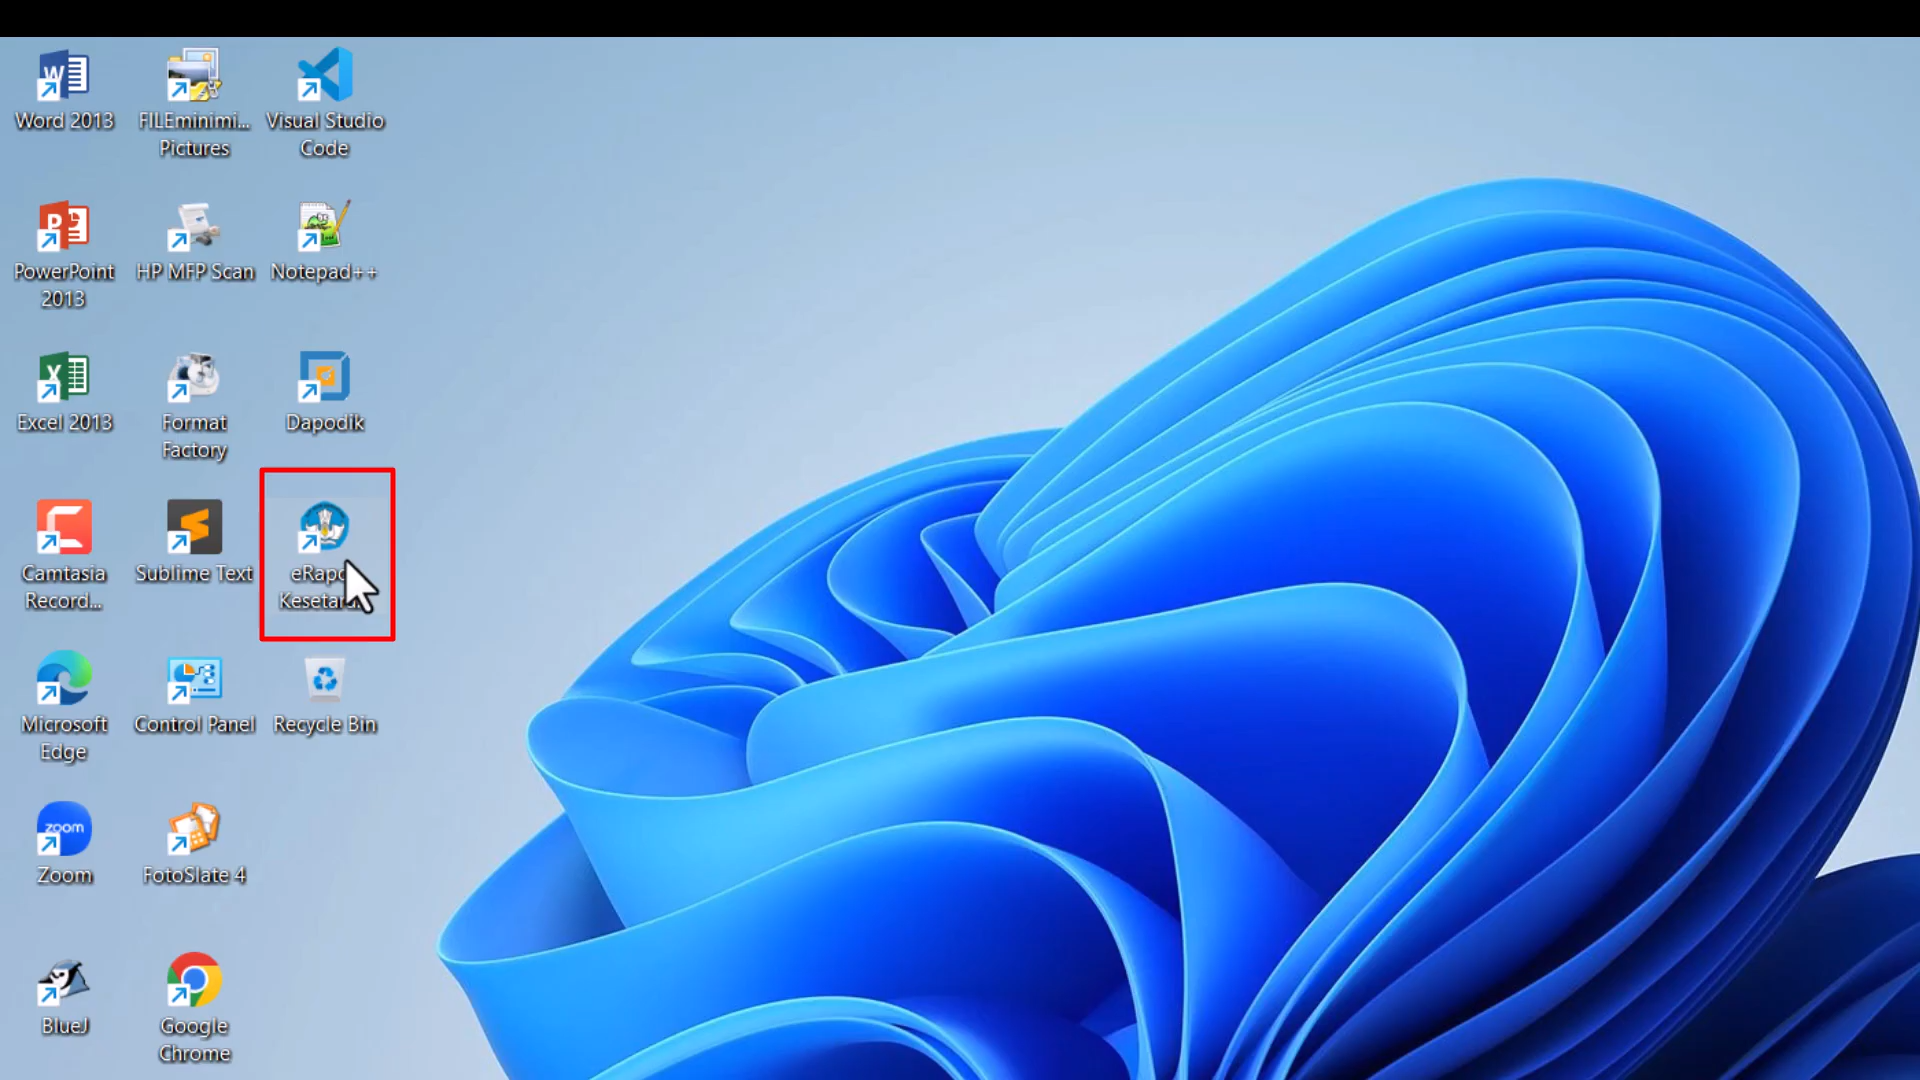 Word 2013
FILEminimi...
Pictures
Visual Studio
Code
PowerPoint
2013
HP MFP Scan
Notepad++
Excel 2013
Format
Factory
Dapodik
Camtasia
Record...
Sublime Text
Microsoft
Edge
Control Panel
Recycle Bin
zoom
Zoom
FotoSlate 4
BlueJ
Google
Chrome